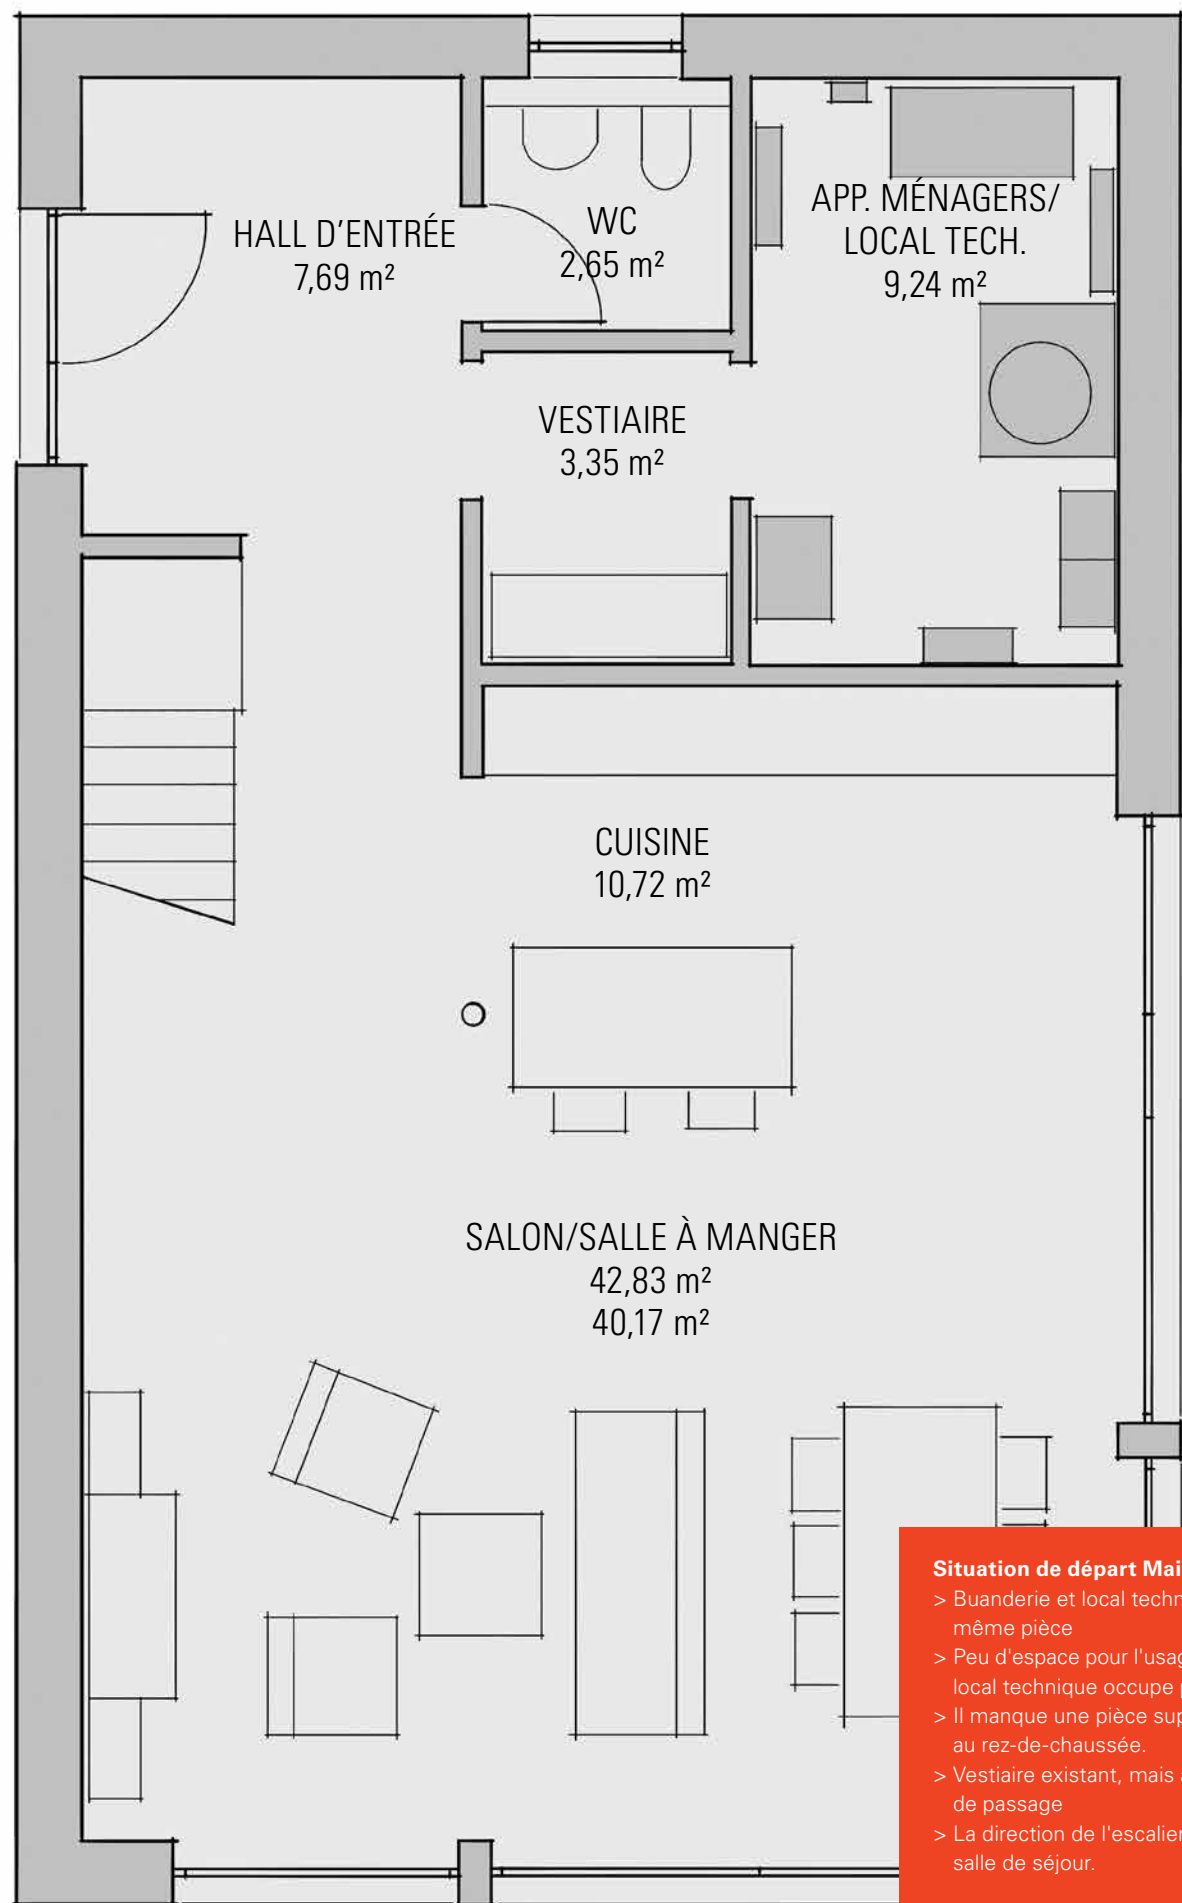 HALL D'ENTRÉE
7,69 m²
WC
2,65 m²
APP. MÉNAGERS/
LOCAL TECH.
9,24 m²
VESTIAIRE
3,35 m²
CUISINE
10,72 m²
SALON/SALLE À MANGER
42,83 m²
40,17 m²
Situation de départ
> Buanderie et local
même pièce
> Peu d'espace pour
local technique occupe
> Il manque une pièce
au rez-de-chaussée.
> Vestiaire existant, mais
de passage
> La direction de l'escalier
salle de séjour.